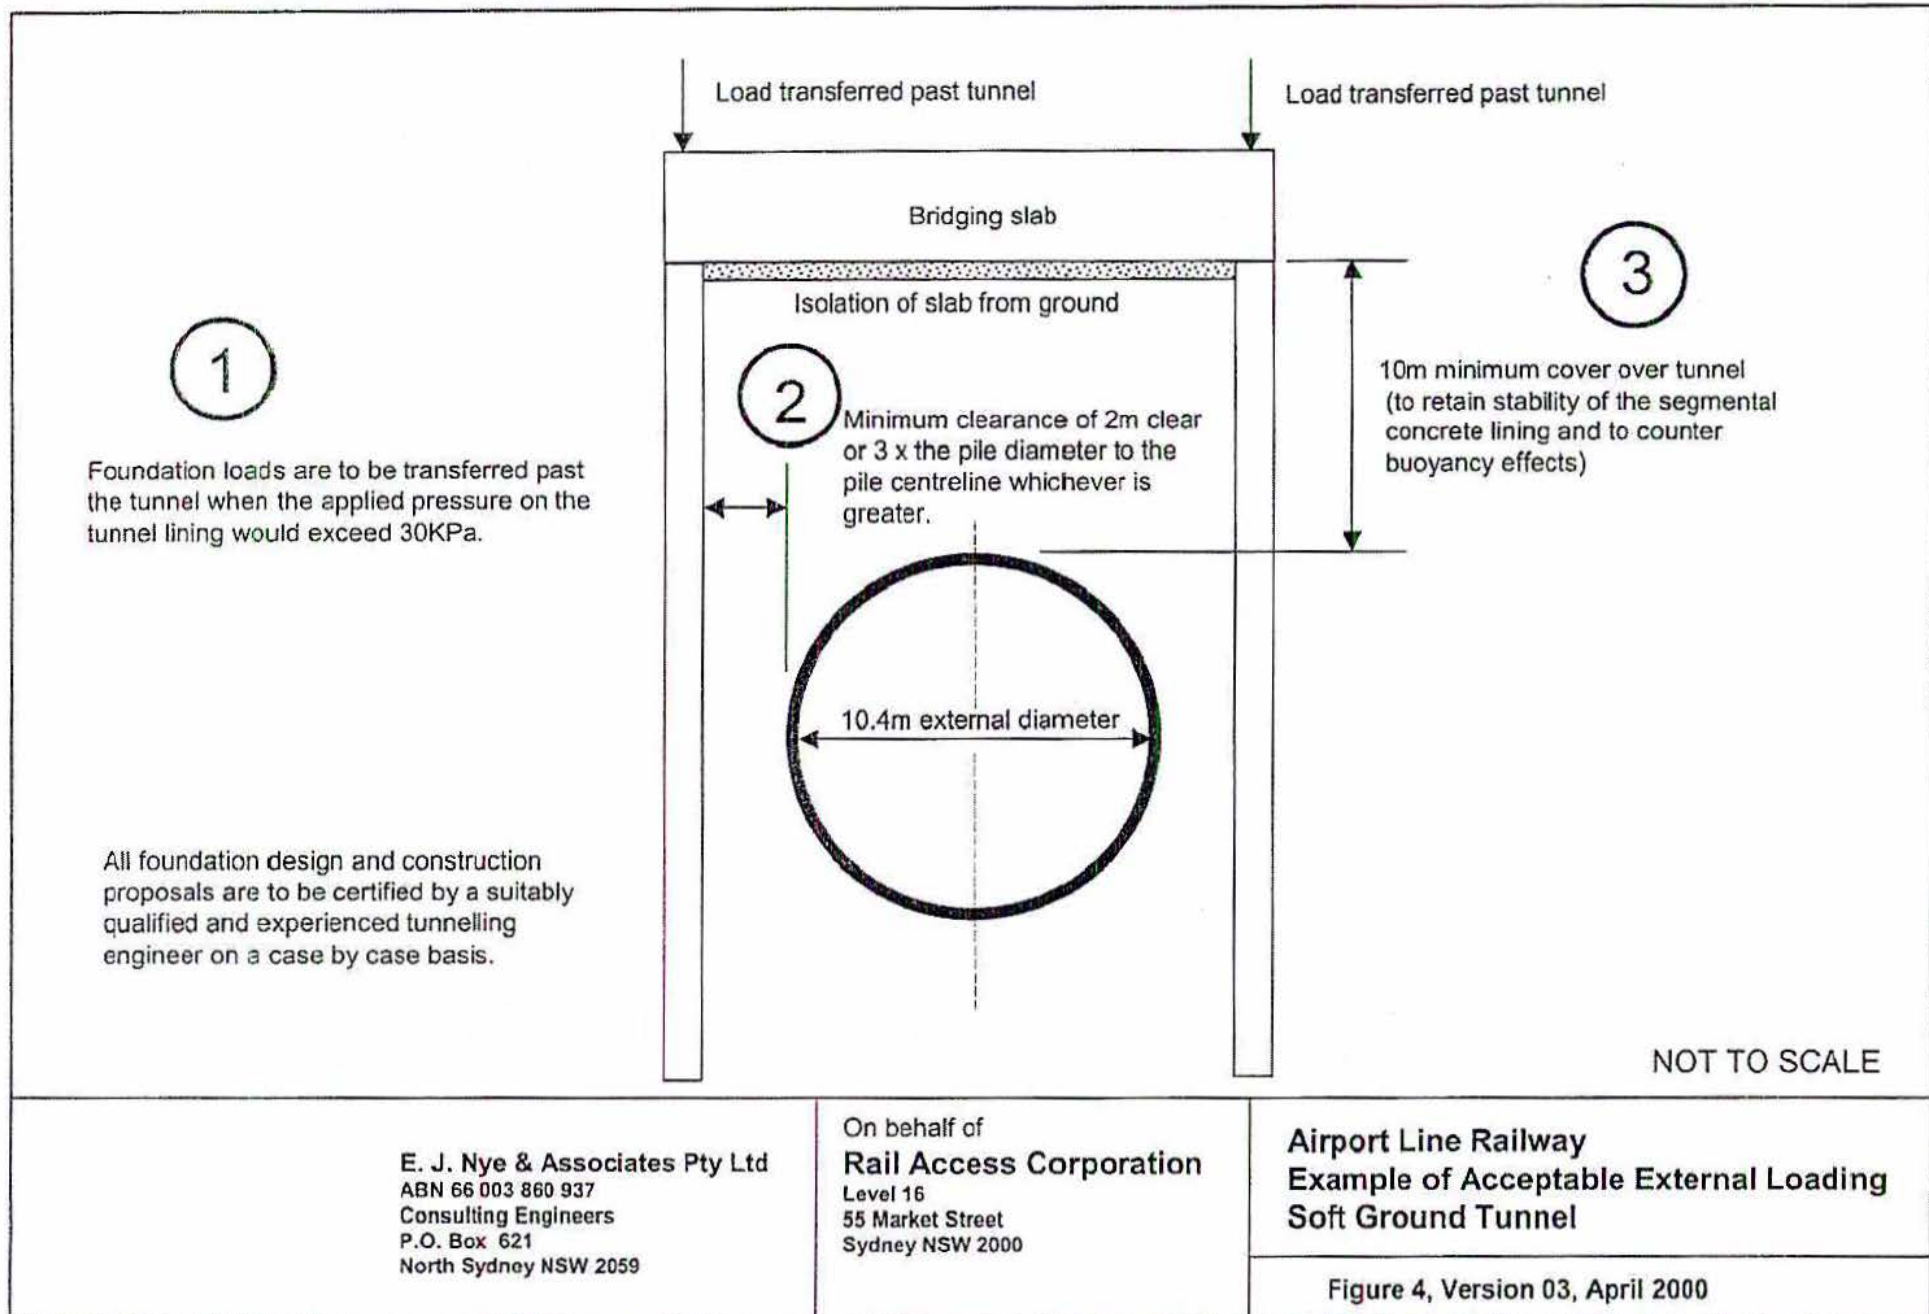 Load transferred past tunnel
Load transferred past tunnel
Bridging slab
Isolation of slab from ground
1
Foundation loads are to be transferred past
the tunnel when the applied pressure on the
tunnel lining would exceed 30KPa.
2
Minimum clearance of 2m clear
or 3 x the pile diameter to the
pile centreline whichever is
greater.
3
10m minimum cover over tunnel
(to retain stability of the segmental
concrete lining and to counter
buoyancy effects)
10.4m external diameter
All foundation design and construction
proposals are to be certified by a suitably
qualified and experienced tunnelling
engineer on a case by case basis.
NOT TO SCALE
E. J. Nye & Associates Pty Ltd
ABN 66 003 860 937
Consulting Engineers
P.O. Box 621
North Sydney NSW 2059
On behalf of
Rail Access Corporation
Level 16
55 Market Street
Sydney NSW 2000
Airport Line Railway
Example of Acceptable External Loading
Soft Ground Tunnel
Figure 4, Version 03, April 2000